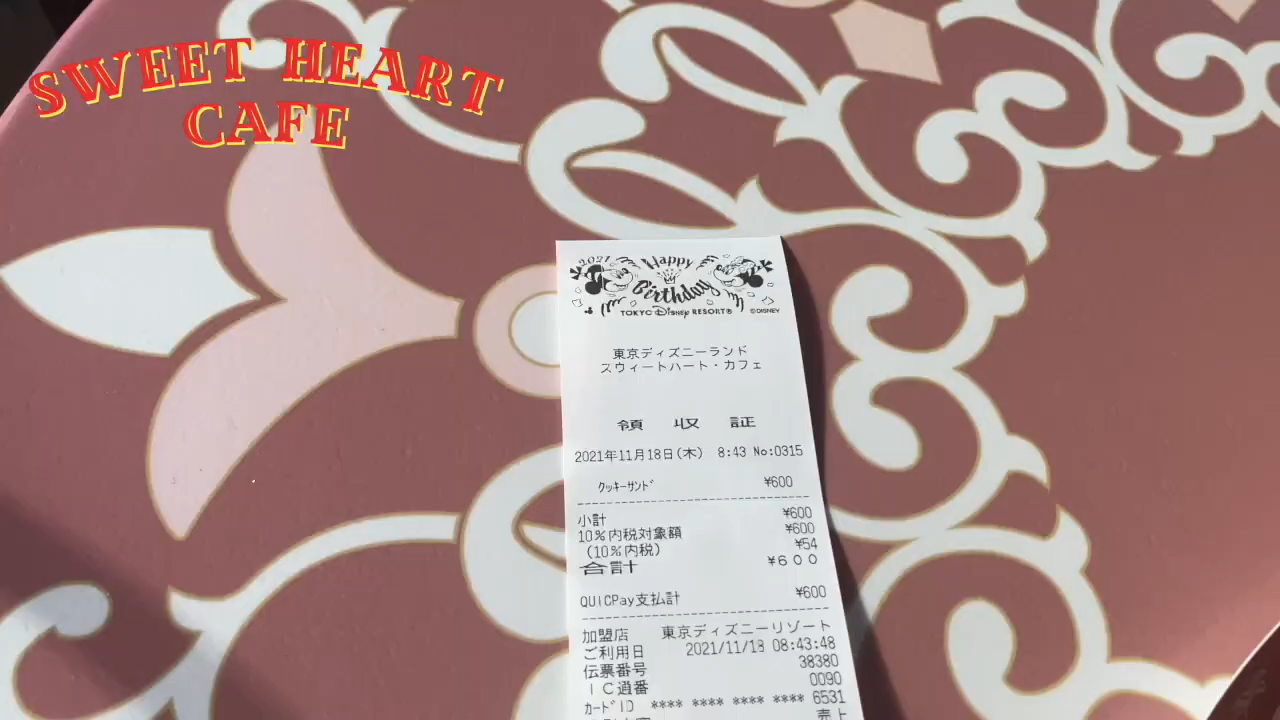 SWEET HEART
CAFE
2021
Happy
Birthday
TOKYO DISNEY RESORT® ©DISNEY
東京ディズニーランド
スウィートハート・カフェ
領 収 証
2021年11月18日(木) 8:43 No:0315
ｸｯｷｰｻﾝﾄﾞ ¥600
小計 ¥600
10%内税対象額 ¥600
(10%内税) ¥54
合計 ¥600
QUICPay支払計 ¥600
加盟店 東京ディズニーリゾート
ご利用日 2021/11/18 08:43:48
伝票番号 38380
IC通番 0090
ｶｰﾄﾞID **** **** **** **** 6531
売上